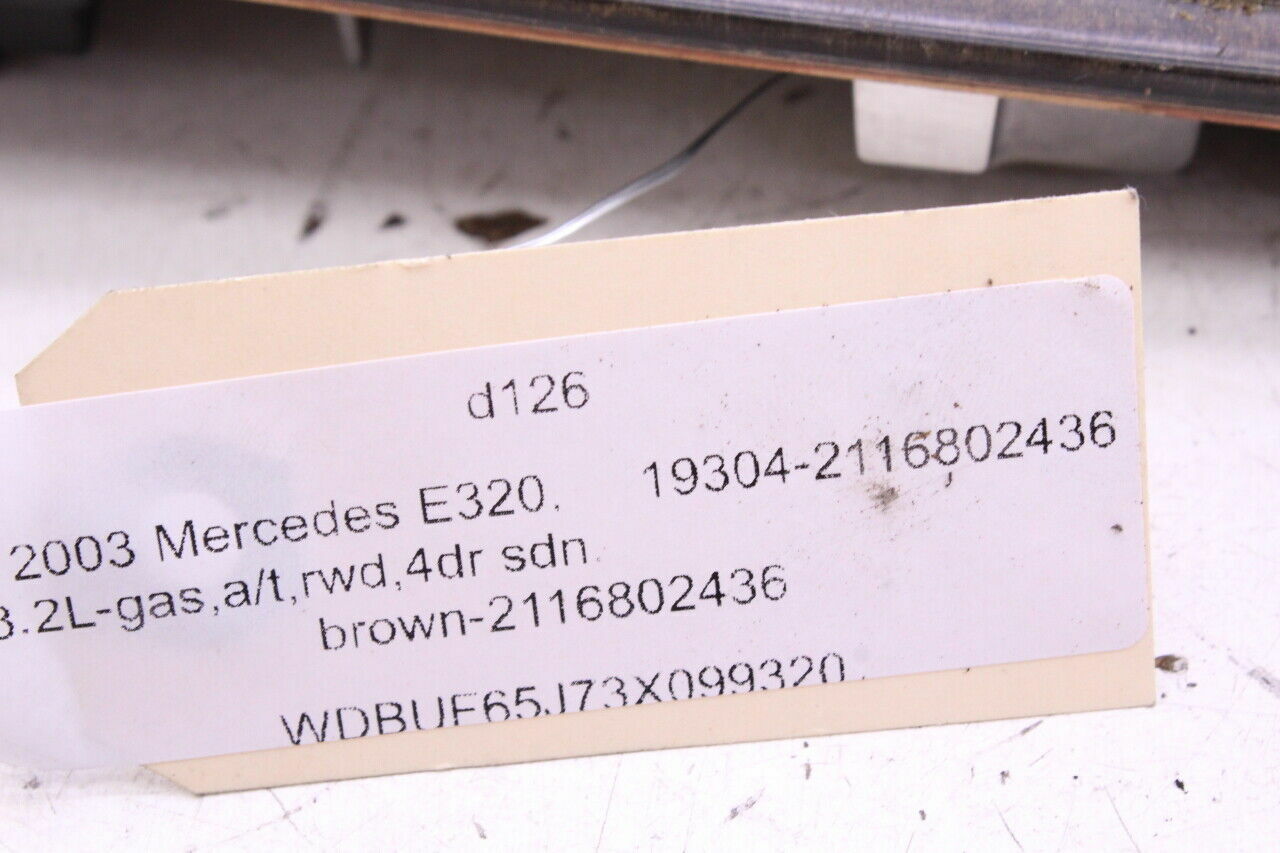 d126
2003 Mercedes E320, 19304-2116802436
3.2L-gas,a/t,rwd,4dr sdn.
brown-2116802436
WDBUF65J73X099320,